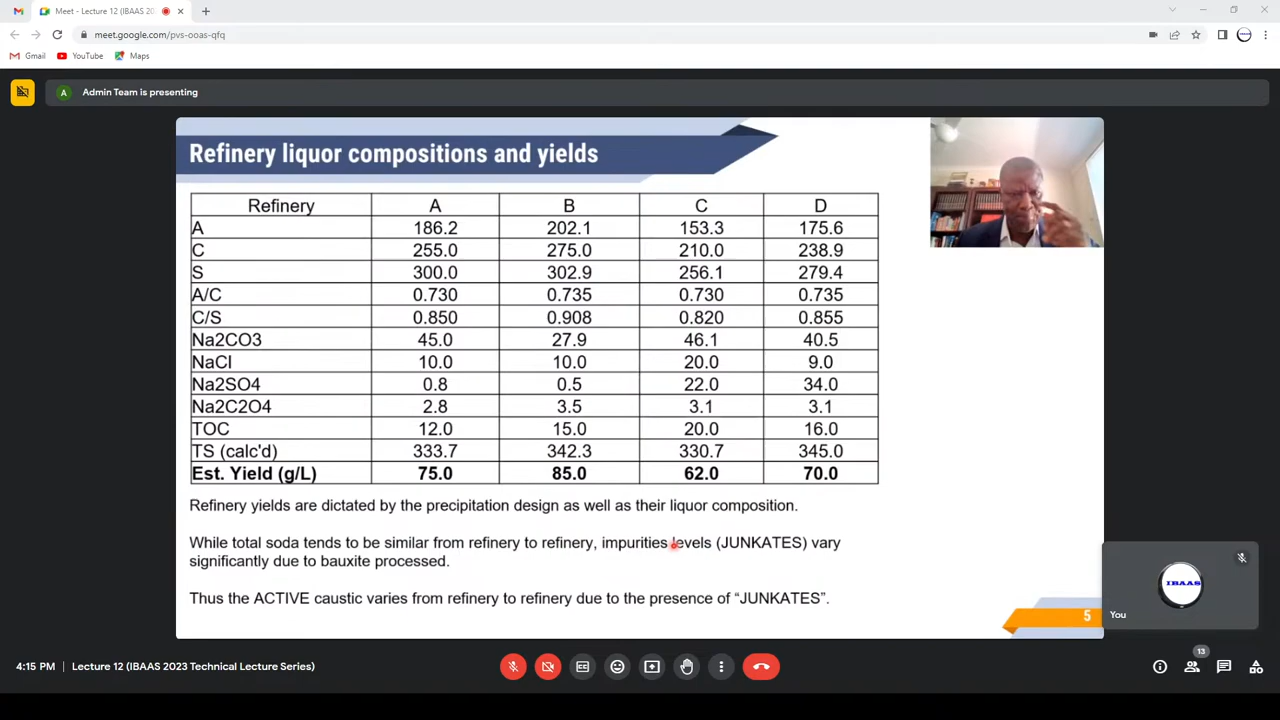 Meet - Lecture 12 (IBAAS 202
meet.google.com/pvs-ooas-qfq
Gmail YouTube Maps
A Admin Team is presenting
Refinery liquor compositions and yields
Refinery A B C D
A 186.2 202.1 153.3 175.6
C 255.0 275.0 210.0 238.9
S 300.0 302.9 256.1 279.4
A/C 0.730 0.735 0.730 0.735
C/S 0.850 0.908 0.820 0.855
Na2CO3 45.0 27.9 46.1 40.5
NaCl 10.0 10.0 20.0 9.0
Na2SO4 0.8 0.5 22.0 34.0
Na2C2O4 2.8 3.5 3.1 3.1
TOC 12.0 15.0 20.0 16.0
TS (calc'd) 333.7 342.3 330.7 345.0
Est. Yield (g/L) 75.0 85.0 62.0 70.0
Refinery yields are dictated by the precipitation design as well as their liquor composition.
While total soda tends to be similar from refinery to refinery, impurities levels (JUNKATES) vary
significantly due to bauxite processed.
Thus the ACTIVE caustic varies from refinery to refinery due to the presence of “JUNKATES”.
5
IBAAS
You
13
4:15 PM | Lecture 12 (IBAAS 2023 Technical Lecture Series)